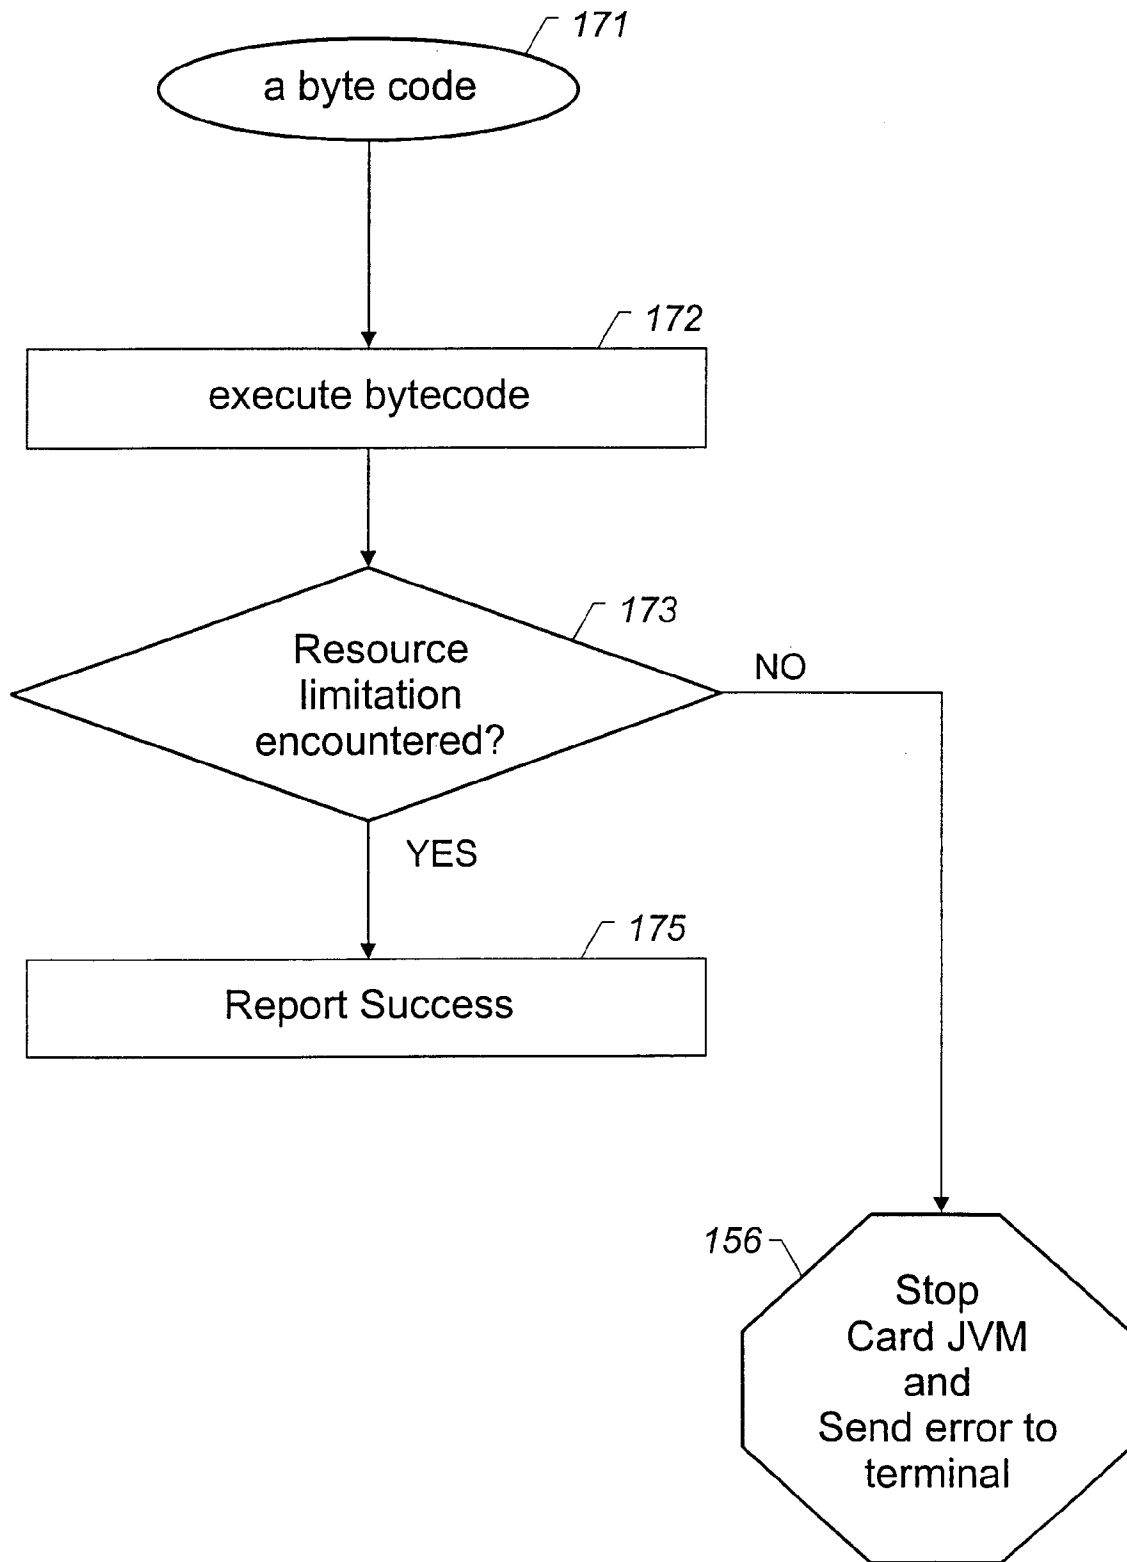 171
a byte code
172
execute bytecode
173
Resource
limitation
encountered?
NO
YES
175
Report Success
156
Stop
Card JVM
and
Send error to
terminal